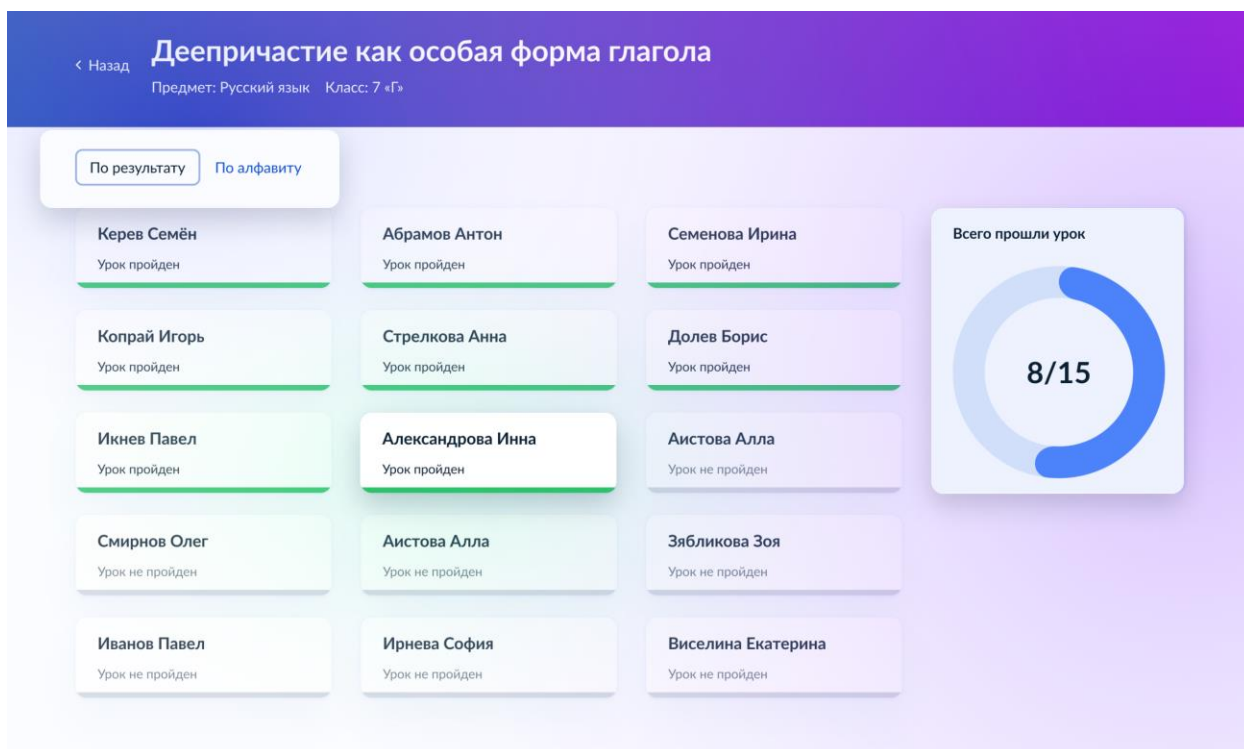 Назад
Деепричастие как особая форма глагола
Предмет: Русский язык Класс: 7 «Г»
По результату
По алфавиту
Керев Семён
Урок пройден
Абрамов Антон
Урок пройден
Семенова Ирина
Урок пройден
Всего прошли урок
8/15
Копрай Игорь
Урок пройден
Стрелкова Анна
Урок пройден
Долев Борис
Урок пройден
Икнев Павел
Урок пройден
Александрова Инна
Урок пройден
Аистова Алла
Урок не пройден
Смирнов Олег
Урок не пройден
Аистова Алла
Урок не пройден
Зябликова Зоя
Урок не пройден
Иванов Павел
Урок не пройден
Ирнева София
Урок не пройден
Виселина Екатерина
Урок не пройден